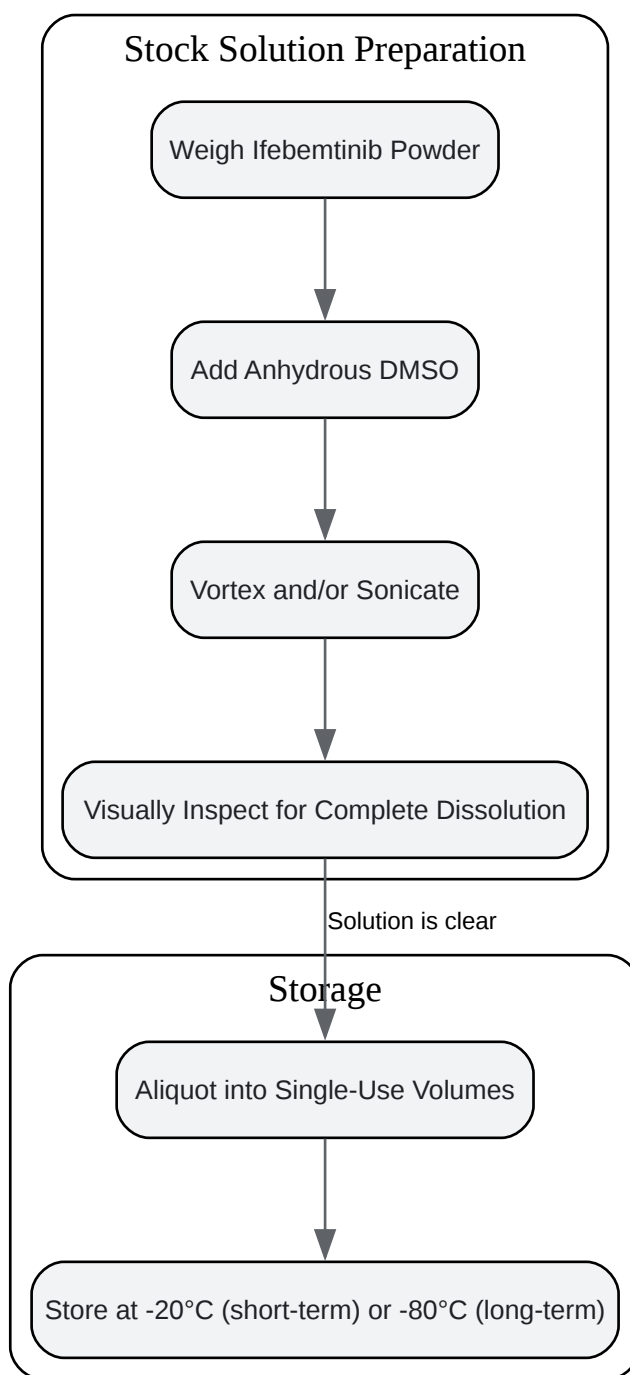 Stock Solution Preparation
Weigh Ifebemtinib Powder
Add Anhydrous DMSO
Vortex and/or Sonicate
Visually Inspect for Complete Dissolution
Solution is clear
Storage
Aliquot into Single-Use Volumes
Store at -20°C (short-term) or -80°C (long-term)